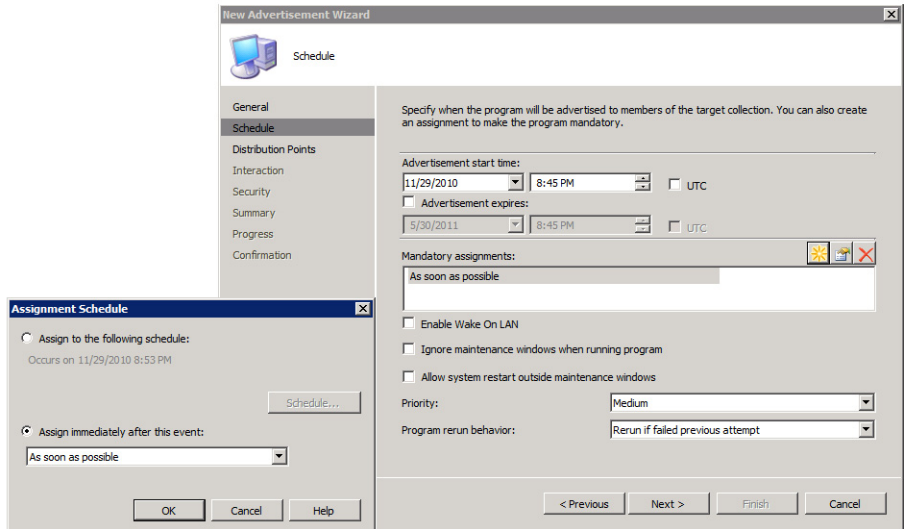 New Advertisement Wizard
Schedule
General
Schedule
Distribution Points
Interaction
Security
Summary
Progress
Confirmation
Specify when the program will be advertised to members of the target collection. You can also create
an assignment to make the program mandatory.
Advertisement start time:
11/29/2010 8:45 PM UTC
Advertisement expires:
5/30/2011 8:45 PM UTC
Mandatory assignments:
As soon as possible
Enable Wake On LAN
Ignore maintenance windows when running program
Allow system restart outside maintenance windows
Priority: Medium
Program rerun behavior: Rerun if failed previous attempt
< Previous Next > Finish Cancel
Assignment Schedule
Assign to the following schedule:
Occurs on 11/29/2010 8:53 PM
Schedule...
Assign immediately after this event:
As soon as possible
OK Cancel Help